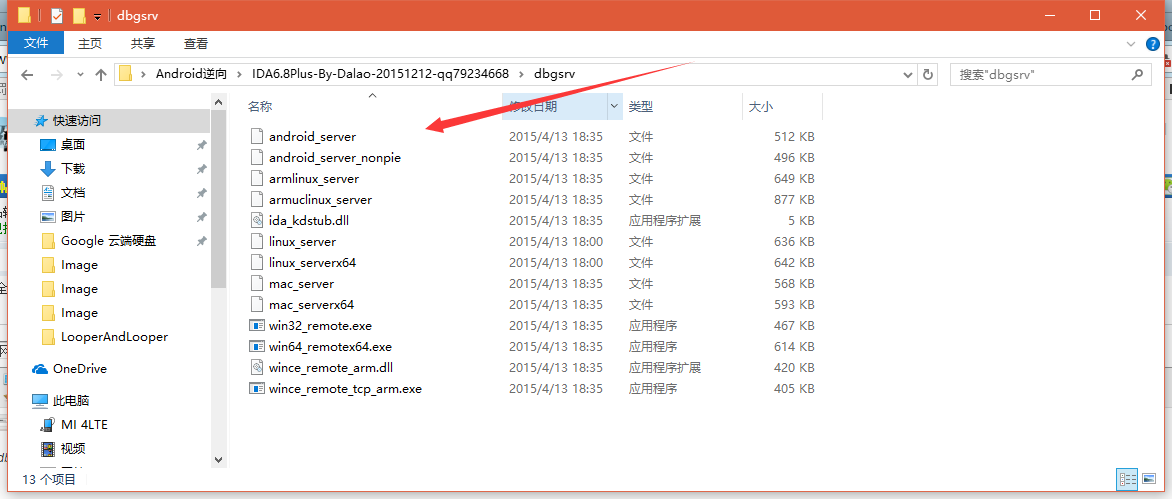 dbgsrv
文件 主页 共享 查看
Android逆向 › IDA6.8Plus-By-Dalao-20151212-qq79234668 › dbgsrv
搜索"dbgsrv"
名称 修改日期 类型 大小
快速访问
桌面
下载
文档
图片
Google 云端硬盘
Image
Image
Image
LooperAndLooper
OneDrive
此电脑
MI 4LTE
视频
android_server 2015/4/13 18:35 文件 512 KB
android_server_nonpie 2015/4/13 18:35 文件 496 KB
armlinux_server 2015/4/13 18:35 文件 649 KB
armuclinux_server 2015/4/13 18:35 文件 877 KB
ida_kdstub.dll 2015/4/13 18:35 应用程序扩展 5 KB
linux_server 2015/4/13 18:00 文件 636 KB
linux_serverx64 2015/4/13 18:00 文件 642 KB
mac_server 2015/4/13 18:35 文件 568 KB
mac_serverx64 2015/4/13 18:35 文件 593 KB
win32_remote.exe 2015/4/13 18:35 应用程序 467 KB
win64_remotex64.exe 2015/4/13 18:35 应用程序 614 KB
wince_remote_arm.dll 2015/4/13 18:35 应用程序扩展 420 KB
wince_remote_tcp_arm.exe 2015/4/13 18:35 应用程序 405 KB
13 个项目